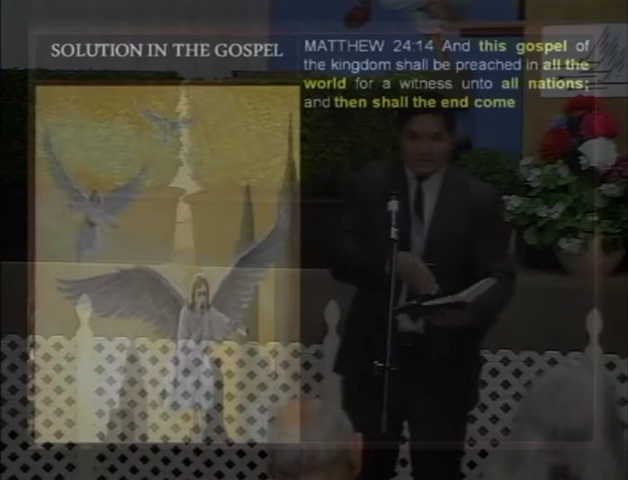 SOLUTION IN THE GOSPEL
MATTHEW 24:14 And this gospel of
the kingdom shall be preached in all the
world for a witness unto all nations;
and then shall the end come